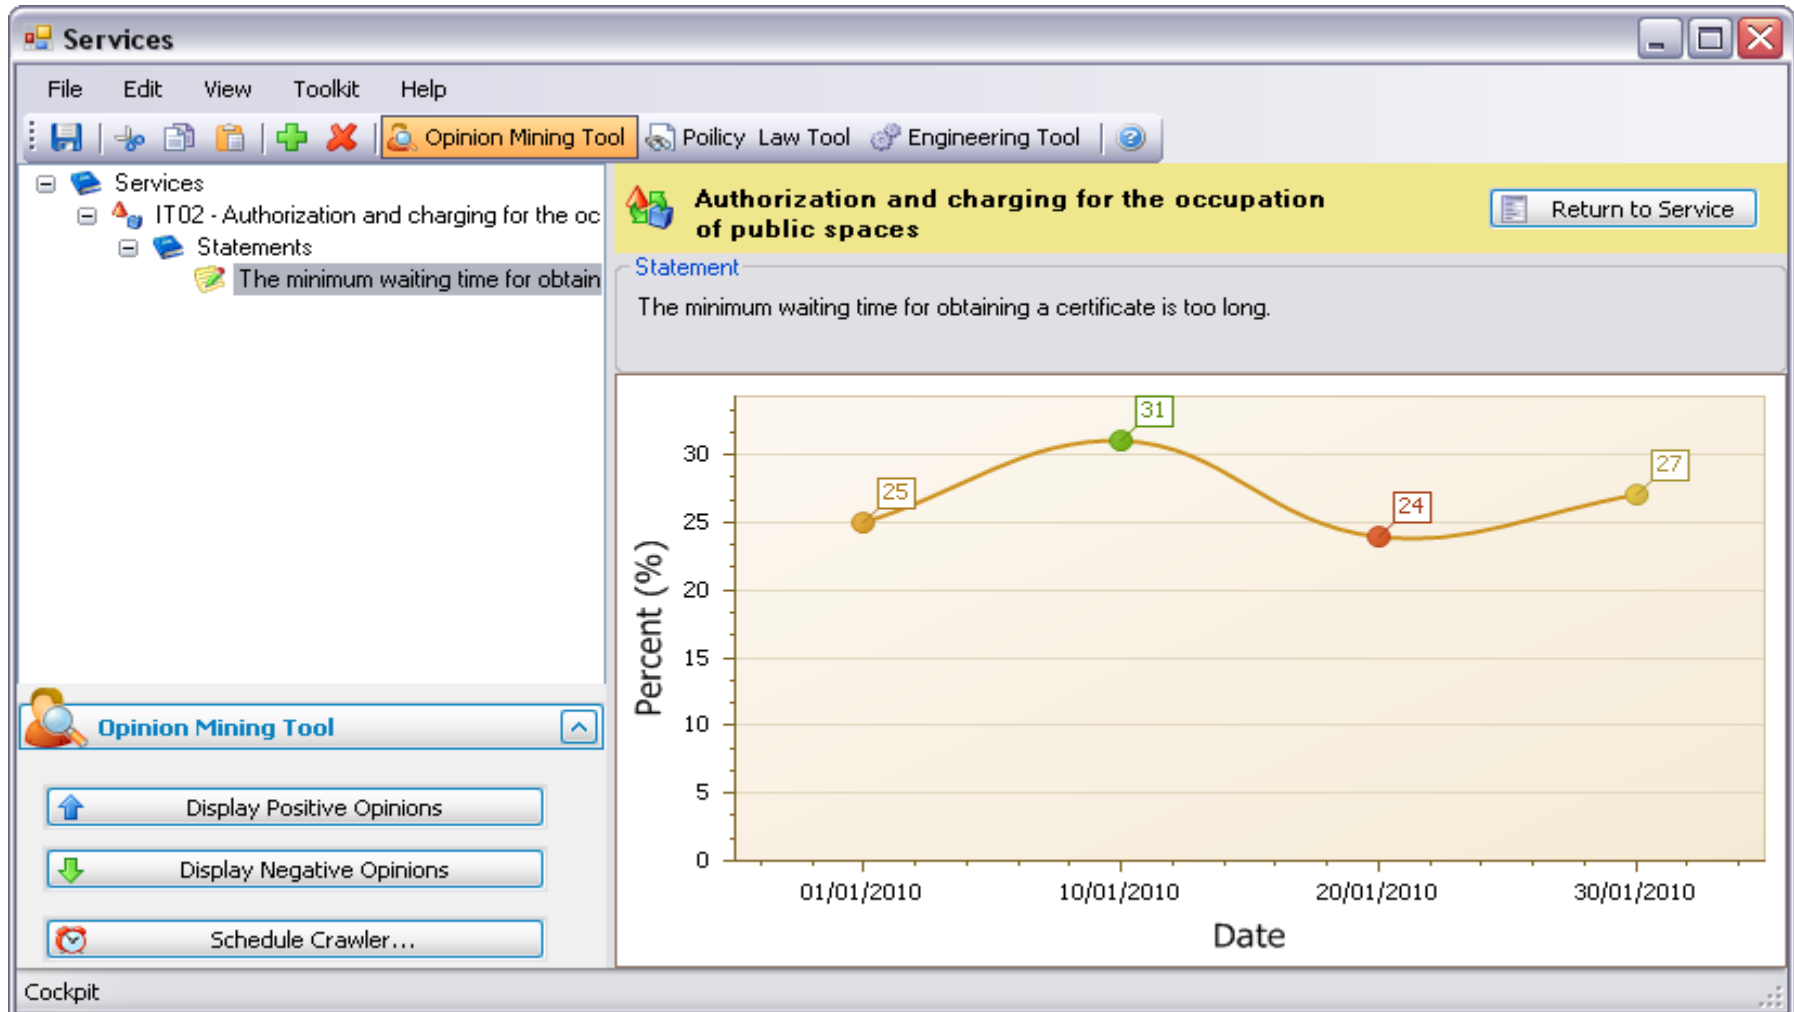 Services
File Edit View Toolkit Help
Opinion Mining Tool Poilicy Law Tool Engineering Tool
Services
IT02 - Authorization and charging for the oc
Statements
The minimum waiting time for obtain
Opinion Mining Tool
Display Positive Opinions
Display Negative Opinions
Schedule Crawler...
Authorization and charging for the occupation
of public spaces
Return to Service
Statement
The minimum waiting time for obtaining a certificate is too long.
Percent (%)
30
25
20
15
10
5
0
25
31
24
27
01/01/2010 10/01/2010 20/01/2010 30/01/2010
Date
Cockpit